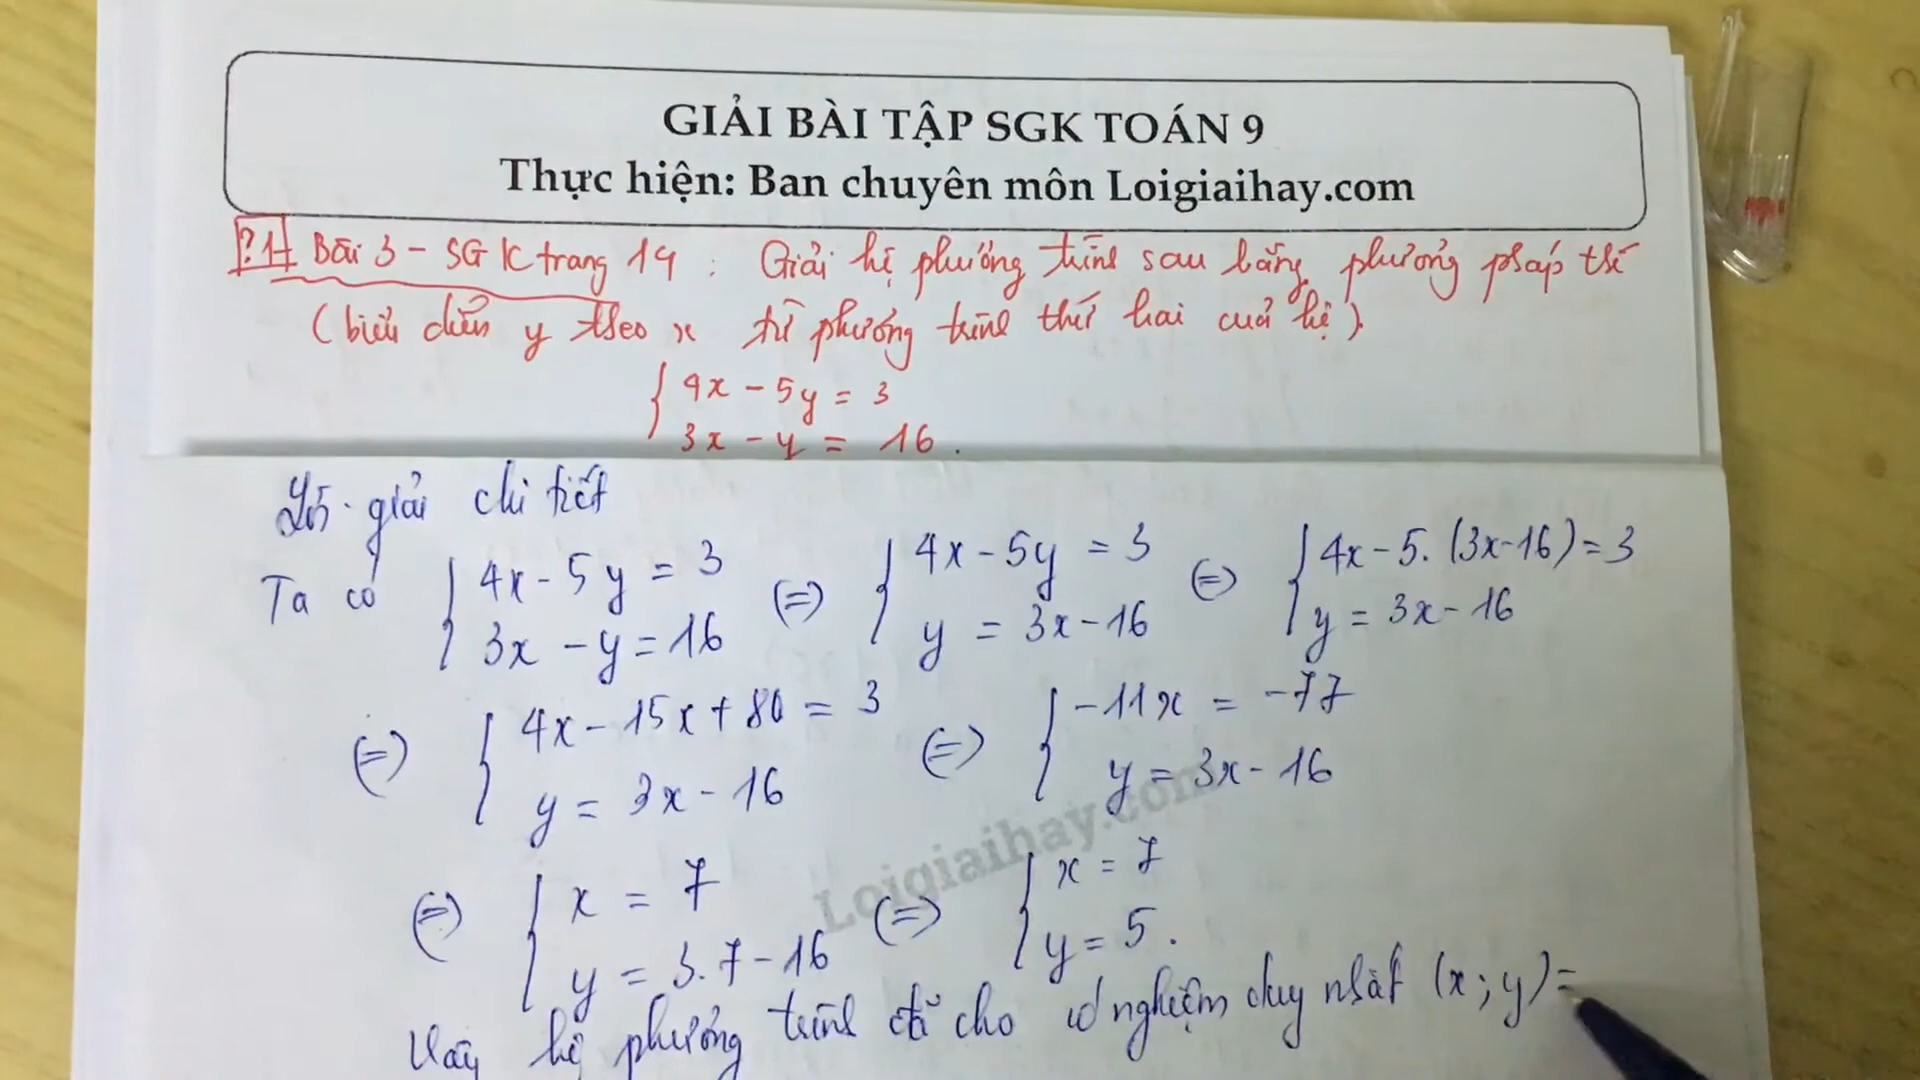 GIẢI BÀI TẬP SGK TOÁN 9
Thực hiện: Ban chuyên môn Loigiaihay.com
?1 Bài 3 - SGK trang 14 : Giải hệ phương trình sau bằng phương pháp thế
(biểu diễn y theo x từ phương trình thứ hai của hệ).
{ 4x - 5y = 3
3x - y = 16.
Lời giải chi tiết
Ta có { 4x - 5y = 3 (=) { 4x - 5y = 3 (=) { 4x - 5.(3x-16) = 3
3x - y = 16 y = 3x - 16 y = 3x - 16
(=) { 4x - 15x + 80 = 3 (=) { -11x = -77
y = 3x - 16 y = 3x - 16
Loigiaihay.com
(=) { x = 7 (=) { x = 7
y = 3.7 - 16 y = 5.
Vậy hệ phương trình đã cho có nghiệm duy nhất (x; y) =